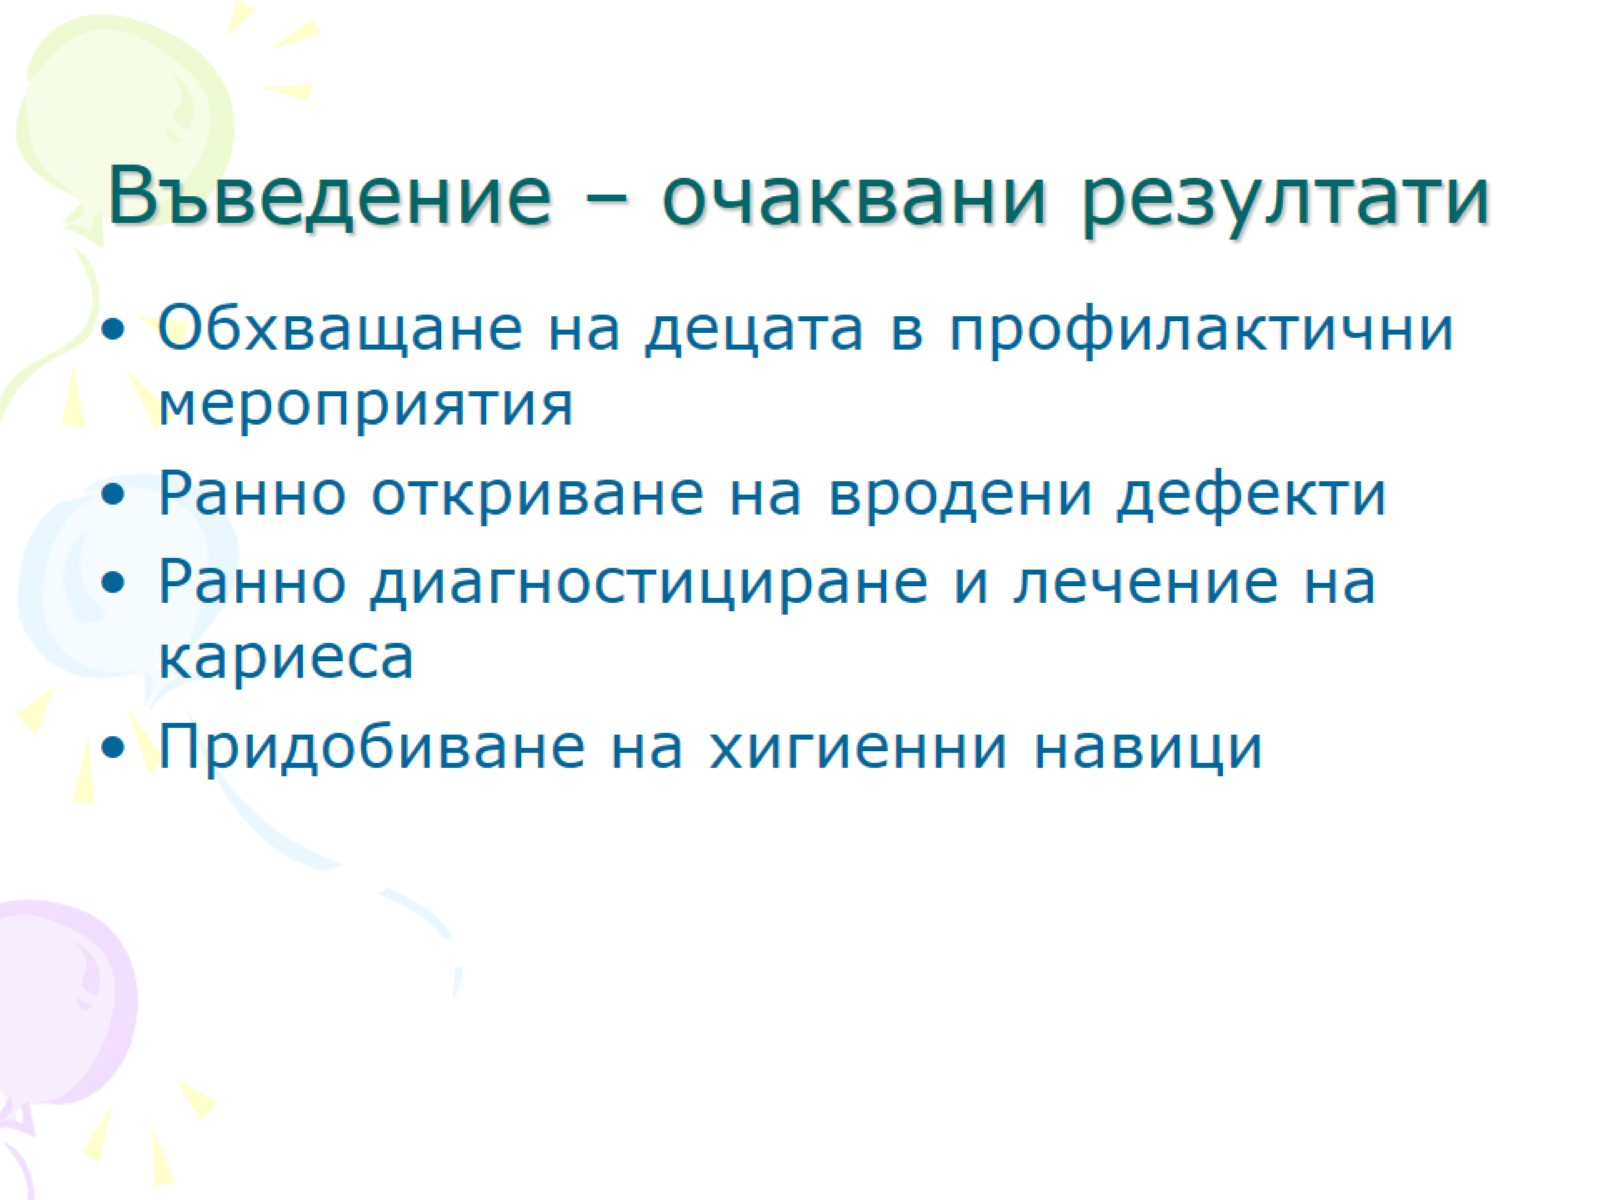 Въведение – очаквани резултати
• Обхващане на децата в профилактични
мероприятия
• Ранно откриване на вродени дефекти
• Ранно диагностициране и лечение на
кариеса
• Придобиване на хигиенни навици